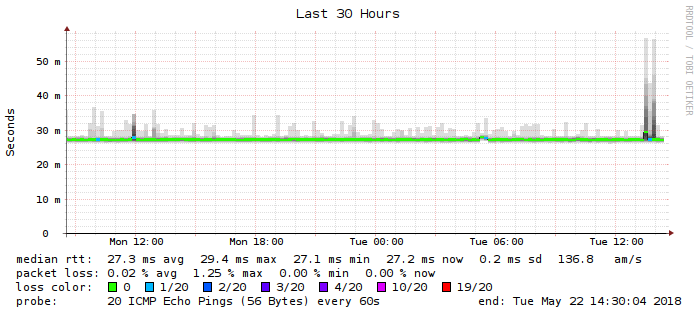 Last 30 Hours
RRDTOOL / TOBI OETIKER
Seconds
50 m
40 m
30 m
20 m
10 m
0
Mon 12:00 Mon 18:00 Tue 00:00 Tue 06:00 Tue 12:00
median rtt: 27.3 ms avg 29.4 ms max 27.1 ms min 27.2 ms now 0.2 ms sd 136.8 am/s
packet loss: 0.02 % avg 1.25 % max 0.00 % min 0.00 % now
loss color: 0 1/20 2/20 3/20 4/20 10/20 19/20
probe: 20 ICMP Echo Pings (56 Bytes) every 60s end: Tue May 22 14:30:04 2018